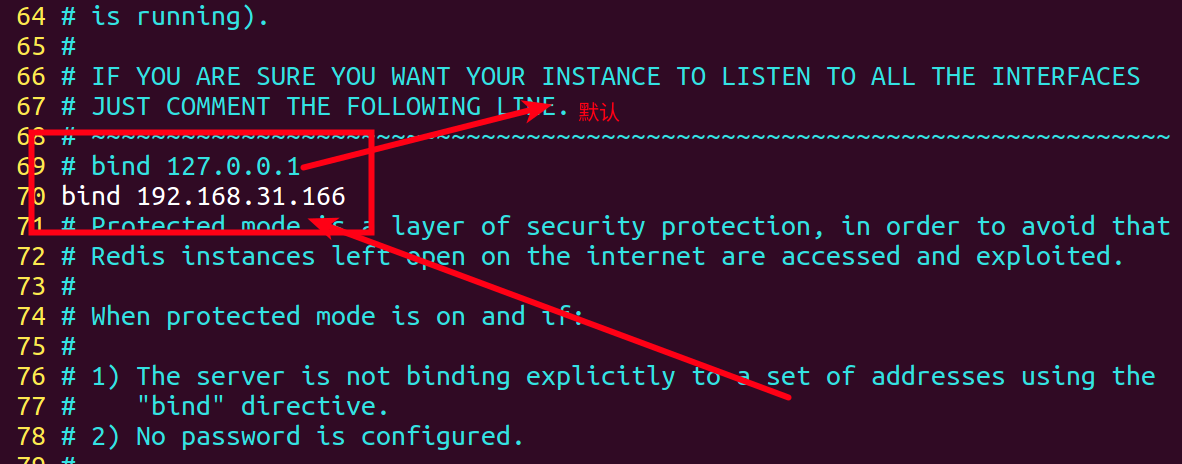 64 # is running).
65 #
66 # IF YOU ARE SURE YOU WANT YOUR INSTANCE TO LISTEN TO ALL THE INTERFACES
67 # JUST COMMENT THE FOLLOWING LINE. 默认
68 # ~~~~~~~~~~~~~~~~~~~~~~~~~~~~~~~~~~~~~~~~~~~~~~~~~~~~~~~~~~~~~~~~~~~~~~~~
69 # bind 127.0.0.1
70 bind 192.168.31.166
71 # Protected mode is a layer of security protection, in order to avoid that
72 # Redis instances left open on the internet are accessed and exploited.
73 #
74 # When protected mode is on and if:
75 #
76 # 1) The server is not binding explicitly to a set of addresses using the
77 #    "bind" directive.
78 # 2) No password is configured.
79 #